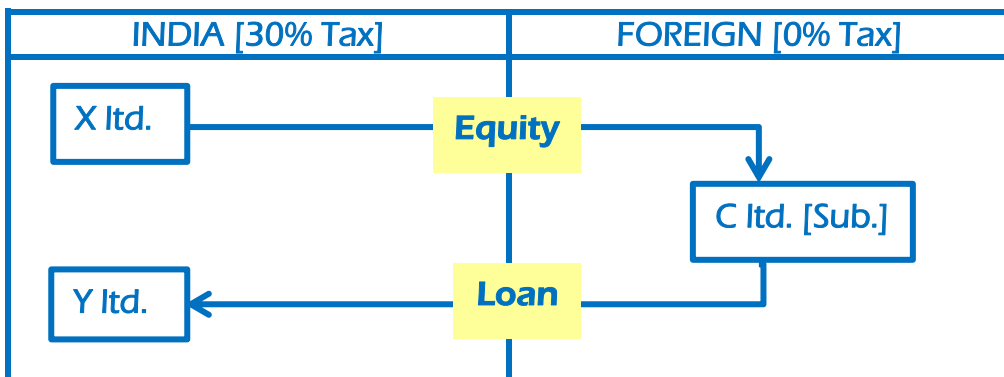 INDIA [30% Tax]
FOREIGN [0% Tax]
X ltd.
Equity
C ltd. [Sub.]
Y ltd.
Loan